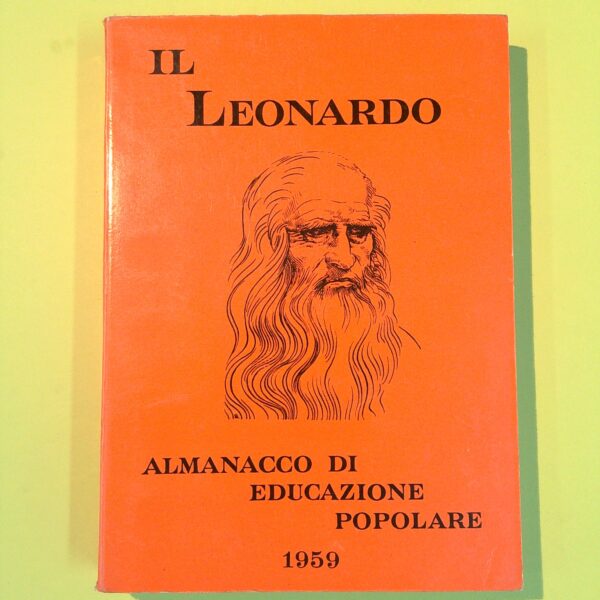 IL
LEONARDO
ALMANACCO DI
EDUCAZIONE
POPOLARE
1959